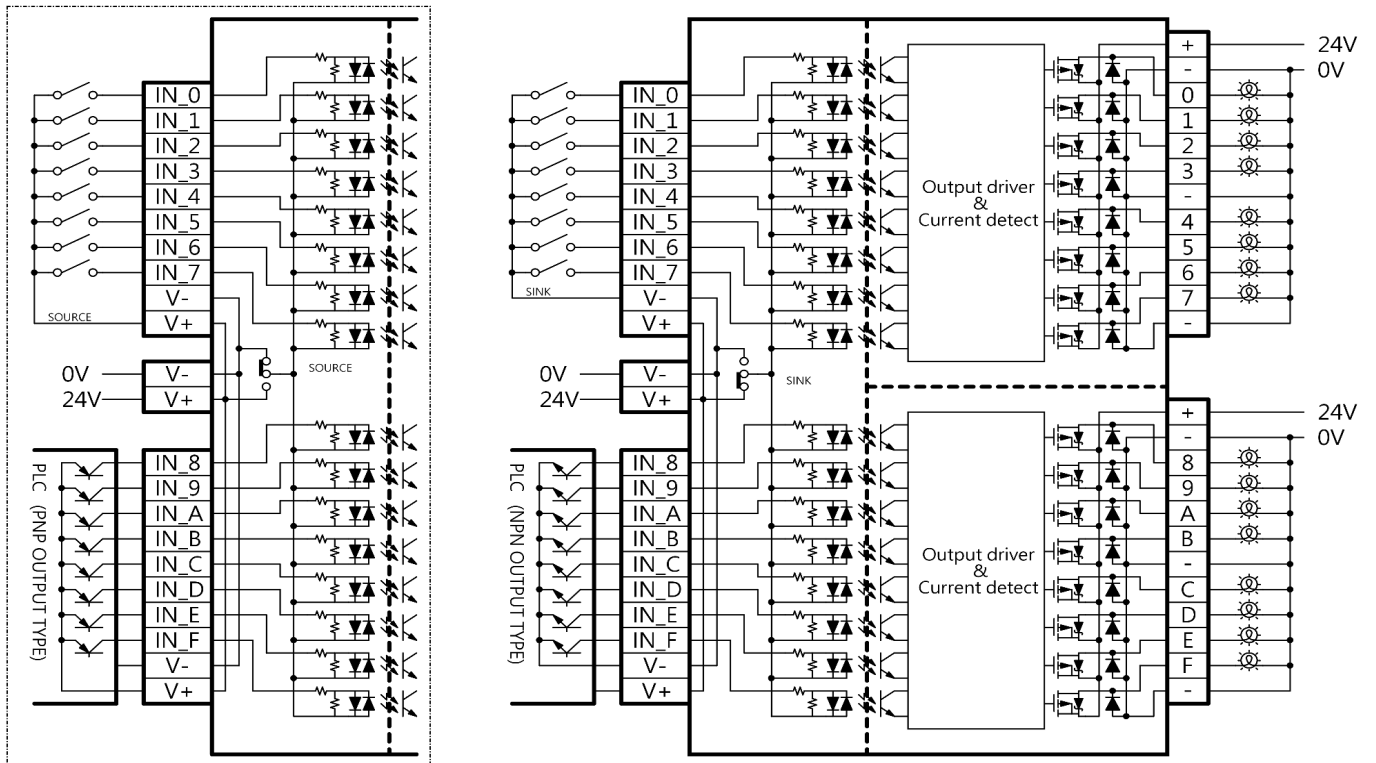 IN_0
IN_1
IN_2
IN_3
IN_4
IN_5
IN_6
IN_7
V-
V+
SOURCE
SOURCE
0V
24V
V-
V+
PLC (PNP OUTPUT TYPE)
IN_8
IN_9
IN_A
IN_B
IN_C
IN_D
IN_E
IN_F
V-
V+
IN_0
IN_1
IN_2
IN_3
IN_4
IN_5
IN_6
IN_7
V-
V+
SINK
SINK
0V
24V
V-
V+
PLC (NPN OUTPUT TYPE)
IN_8
IN_9
IN_A
IN_B
IN_C
IN_D
IN_E
IN_F
V-
V+
Output driver
&
Current detect
+
-
0
1
2
3
-
4
5
6
7
-
24V
0V
Output driver
&
Current detect
+
-
8
9
A
B
-
C
D
E
F
-
24V
0V